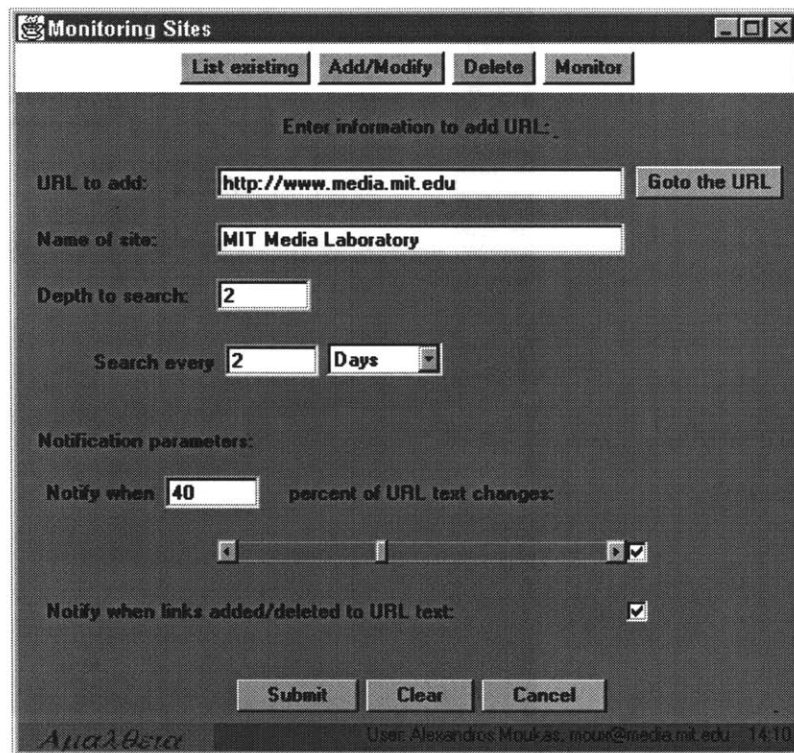 Monitoring Sites
List existing Add/Modify Delete Monitor
Enter information to add URL:
URL to add: http://www.media.mit.edu Goto the URL
Name of site: MIT Media Laboratory
Depth to search: 2
Search every 2 Days
Notification parameters:
Notify when 40 percent of URL text changes:
Notify when links added/deleted to URL text:
Submit Clear Cancel
Αμαλθεια User: Alexandros Moukas, moux@media.mit.edu 14:10